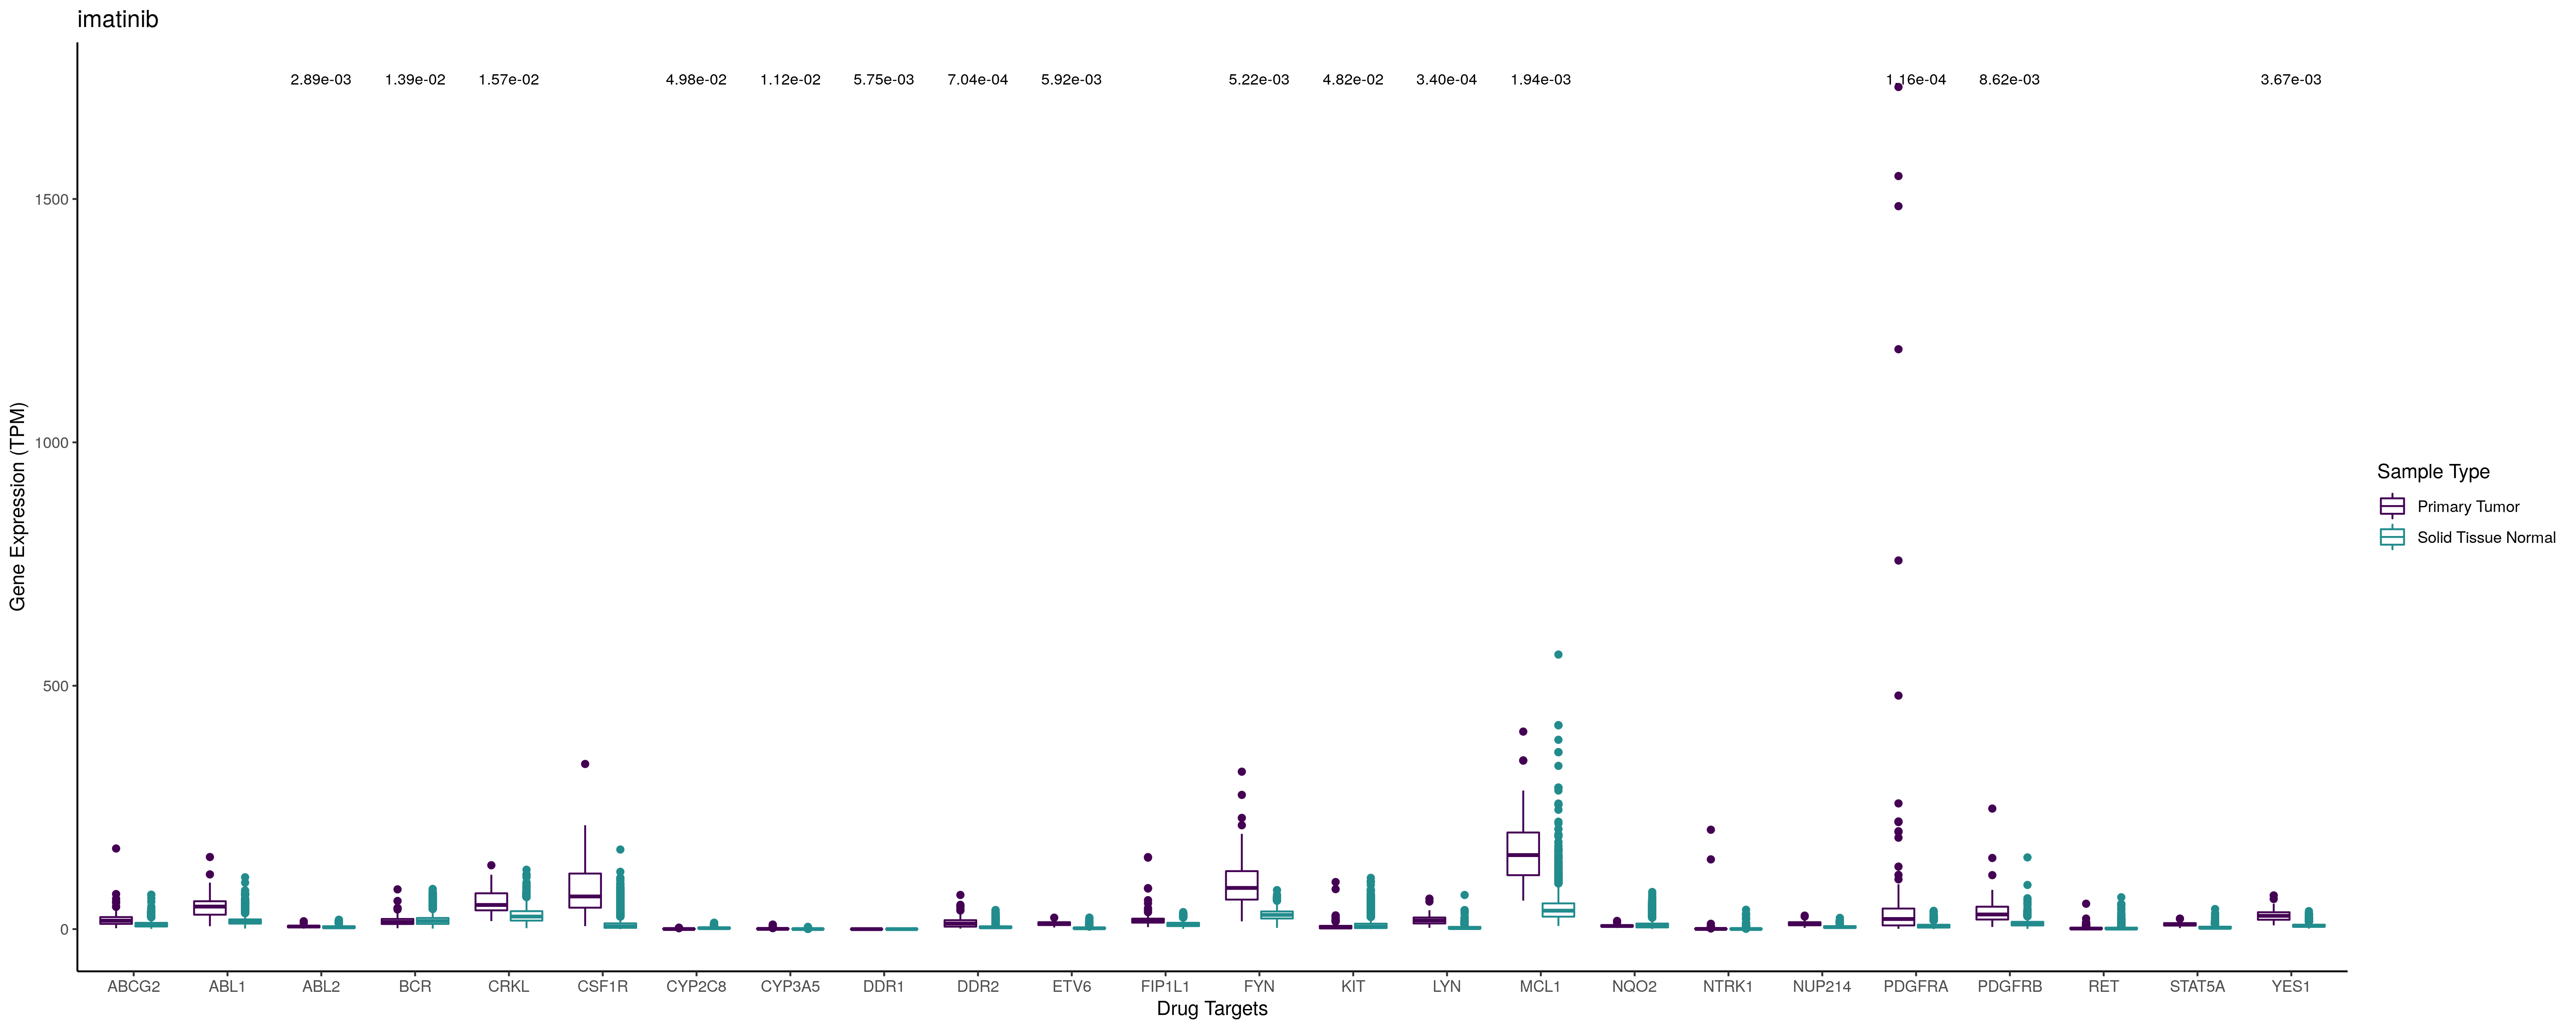 imatinib
2.89e-03 1.39e-02 1.57e-02 4.98e-02 1.12e-02 5.75e-03 7.04e-04 5.92e-03 5.22e-03 4.82e-02 3.40e-04 1.94e-03 1.16e-04 8.62e-03 3.67e-03
1500
1000
500
0
Gene Expression (TPM)
ABCG2 ABL1 ABL2 BCR CRKL CSF1R CYP2C8 CYP3A5 DDR1 DDR2 ETV6 FIP1L1 FYN KIT LYN MCL1 NQO2 NTRK1 NUP214 PDGFRA PDGFRB RET STAT5A YES1
Drug Targets
Sample Type
Primary Tumor
Solid Tissue Normal